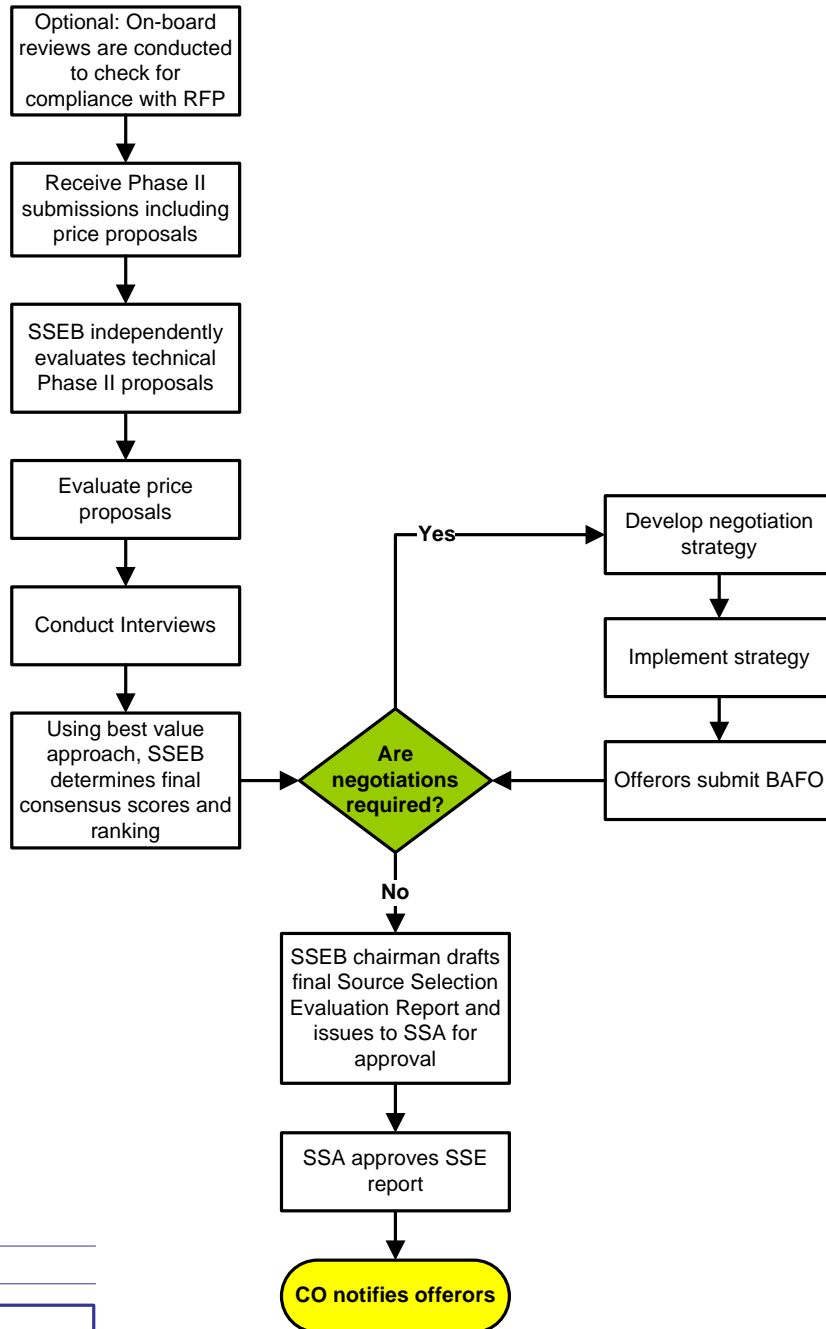 Optional: On-board
reviews are conducted
to check for
compliance with RFP
Receive Phase II
submissions including
price proposals
SSEB independently
evaluates technical
Phase II proposals
Evaluate price
proposals
Conduct Interviews
Using best value
approach, SSEB
determines final
consensus scores and
ranking
Are
negotiations
required?
Yes
Develop negotiation
strategy
Implement strategy
Offerors submit BAFO
No
SSEB chairman drafts
final Source Selection
Evaluation Report and
issues to SSA for
approval
SSA approves SSE
report
CO notifies offerors